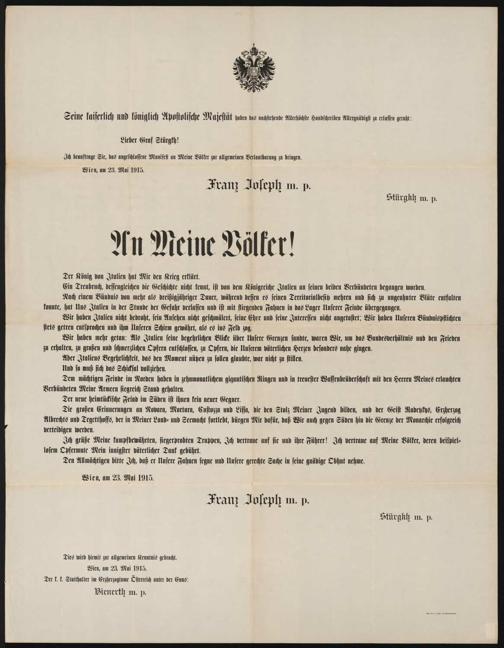 Seine kaiserlich und königlich Apostolische Majestät haben das nachstehende Allerhöchste Handschreiben Allergnädigst zu erlassen geruht:
Lieber Graf Stürgkh!
Ich beauftrage Sie, das angeschlossene Manifest an Meine Völker zur allgemeinen Verlautbarung zu bringen.
Wien, am 23. Mai 1915.
Franz Joseph m. p.
Stürgkh m. p.
An Meine Völker!
Der König von Italien hat Mir den Krieg erklärt.
Ein Treubruch, dessengleichen die Geschichte nicht kennt, ist von dem Königreiche Italien an seinen beiden Verbündeten begangen worden.
Nach einem Bündnis von mehr als dreißigjähriger Dauer, während dessen es seinen Territorialbesitz mehren und sich zu ungeahnter Blüte entfalten
konnte, hat Uns Italien in der Stunde der Gefahr verlassen und ist mit fliegenden Fahnen in das Lager Unserer Feinde übergegangen.
Wir haben Italien nicht bedroht, sein Ansehen nicht geschmälert, seine Ehre und seine Interessen nicht angetastet; Wir haben Unseren Bündnispflichten
stets getreu entsprochen und ihm Unseren Schirm gewährt, als es ins Feld zog.
Wir haben mehr getan: Als Italien seine begehrlichen Blicke über Unsere Grenzen sandte, waren Wir, um das Bundesverhältnis und den Frieden
zu erhalten, zu großen und schmerzlichen Opfern entschlossen, zu Opfern, die Unserem väterlichen Herzen besonders nahe gingen.
Aber Italiens Begehrlichkeit, das den Moment nützen zu sollen glaubte, war nicht zu stillen.
Und so muß sich das Schicksal vollziehen.
Dem mächtigen Feinde im Norden haben in zehnmonatlichem gigantischen Ringen und in treuester Waffenbrüderschaft mit den Heeren Meines erlauchten
Verbündeten Meine Armeen siegreich Stand gehalten.
Der neue heimtückische Feind im Süden ist ihnen kein neuer Gegner.
Die großen Erinnerungen an Novara, Mortara, Custozza und Lissa, die den Stolz Meiner Jugend bilden, und der Geist Radetzkys, Erzherzog
Albrechts und Tegetthoffs, der in Meiner Land- und Seemacht fortlebt, bürgen Mir dafür, daß Wir auch gegen Süden hin die Grenze der Monarchie erfolgreich
verteidigen werden.
Ich grüße Meine kampfbewährten, siegerprobten Truppen, Ich vertraue auf sie und ihre Führer! Ich vertraue auf Meine Völker, deren beispiel-
losem Opfermute Mein innigster väterlicher Dank gebührt.
Den Allmächtigen bitte Ich, daß er Unsere Fahnen segne und Unsere gerechte Sache in seine gnädige Obhut nehme.
Wien, am 23. Mai 1915.
Franz Joseph m. p.
Stürgkh m. p.
Dies wird hiemit zur allgemeinen Kenntnis gebracht.
Wien, am 23. Mai 1915.
Der k. k. Statthalter im Erzherzogtume Österreich unter der Enns:
Bienerth m. p.